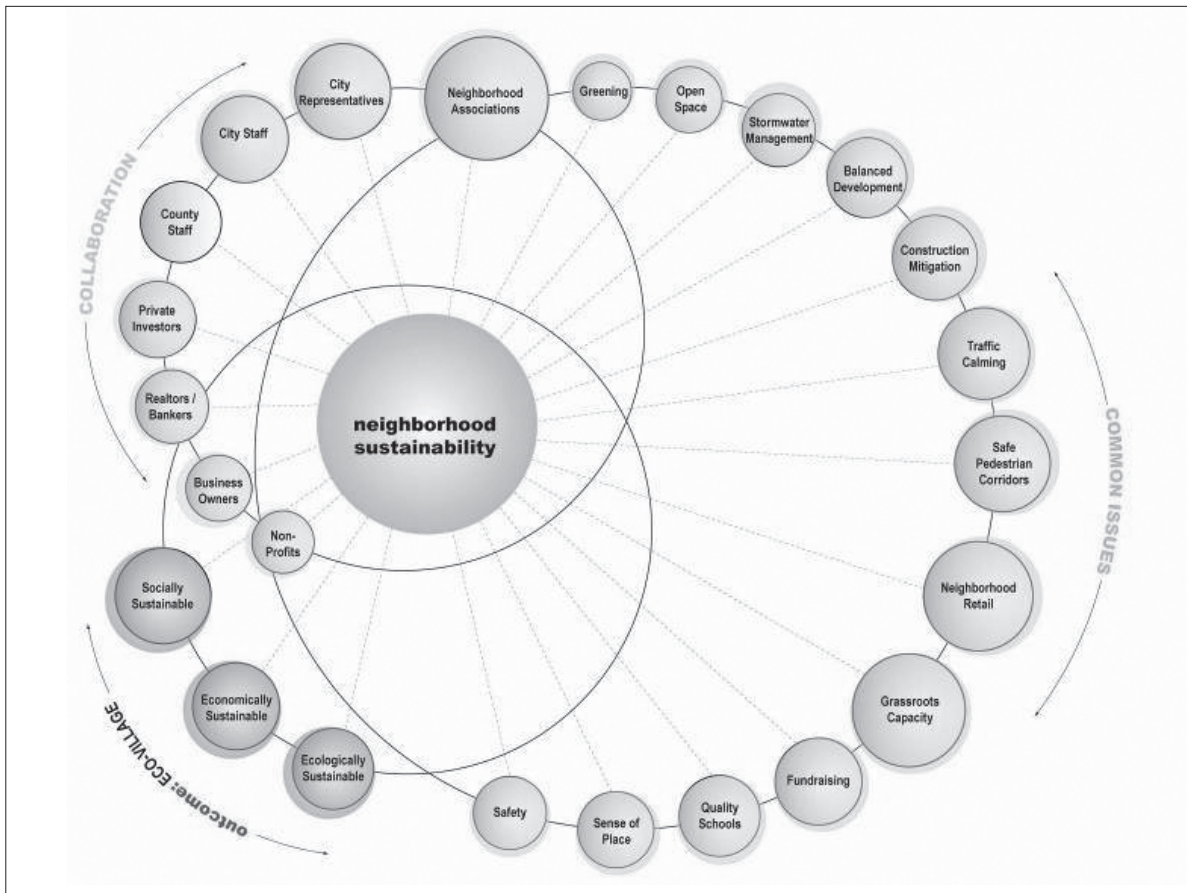 City
Representatives
Neighborhood
Associations
Greening
Open
Space
Stormwater
Management
Balanced
Development
Construction
Mitigation
Traffic
Calming
Safe
Pedestrian
Corridors
Neighborhood
Retail
Grassroots
Capacity
Fundraising
Quality
Schools
Sense of
Place
Safety
Ecologically
Sustainable
Economically
Sustainable
Socially
Sustainable
Non-
Profits
Business
Owners
Realtors /
Bankers
Private
Investors
County
Staff
City Staff
neighborhood
sustainability
COLLABORATION
COMMON ISSUES
outcome: ECO-VILLAGE